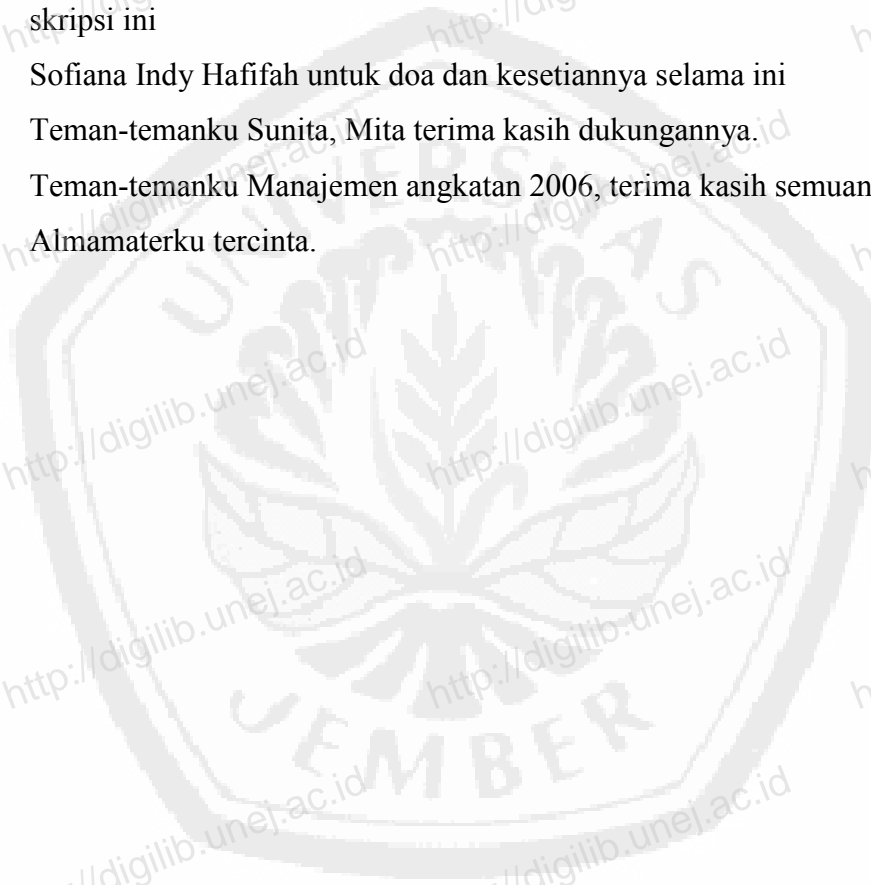 skripsi ini
Sofiana Indy Hafifah untuk doa dan kesetiannya selama ini
Teman-temanku Sunita, Mita terima kasih dukungannya.
Teman-temanku Manajemen angkatan 2006, terima kasih semuan
Almamaterku tercinta.
UNIVERSITAS
JEMBER
http://digilib.unej.ac.id
http://digilib.unej.ac.id
http://digilib.unej.ac.id
http://digilib.unej.ac.id
http://digilib.unej.ac.id
http://digilib.unej.ac.id